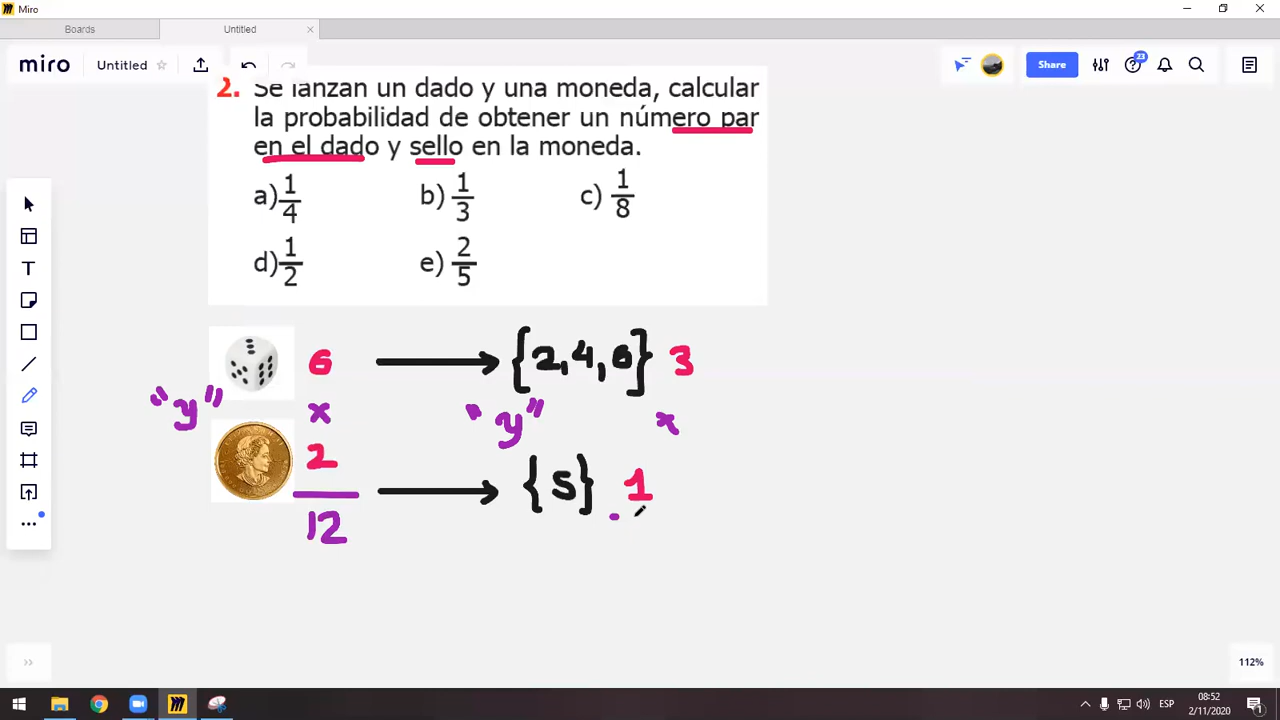 Miro
Boards
Untitled
miro
Untitled
23
Share
2. Se lanzan un dado y una moneda, calcular
la probabilidad de obtener un número par
en el dado y sello en la moneda.
a) 1/4 b) 1/3 c) 1/8
d) 1/2 e) 2/5
6 {2,4,6} 3
"y" x "y" x
2 {S} 1
12
112%
ESP
08:52
2/11/2020
1